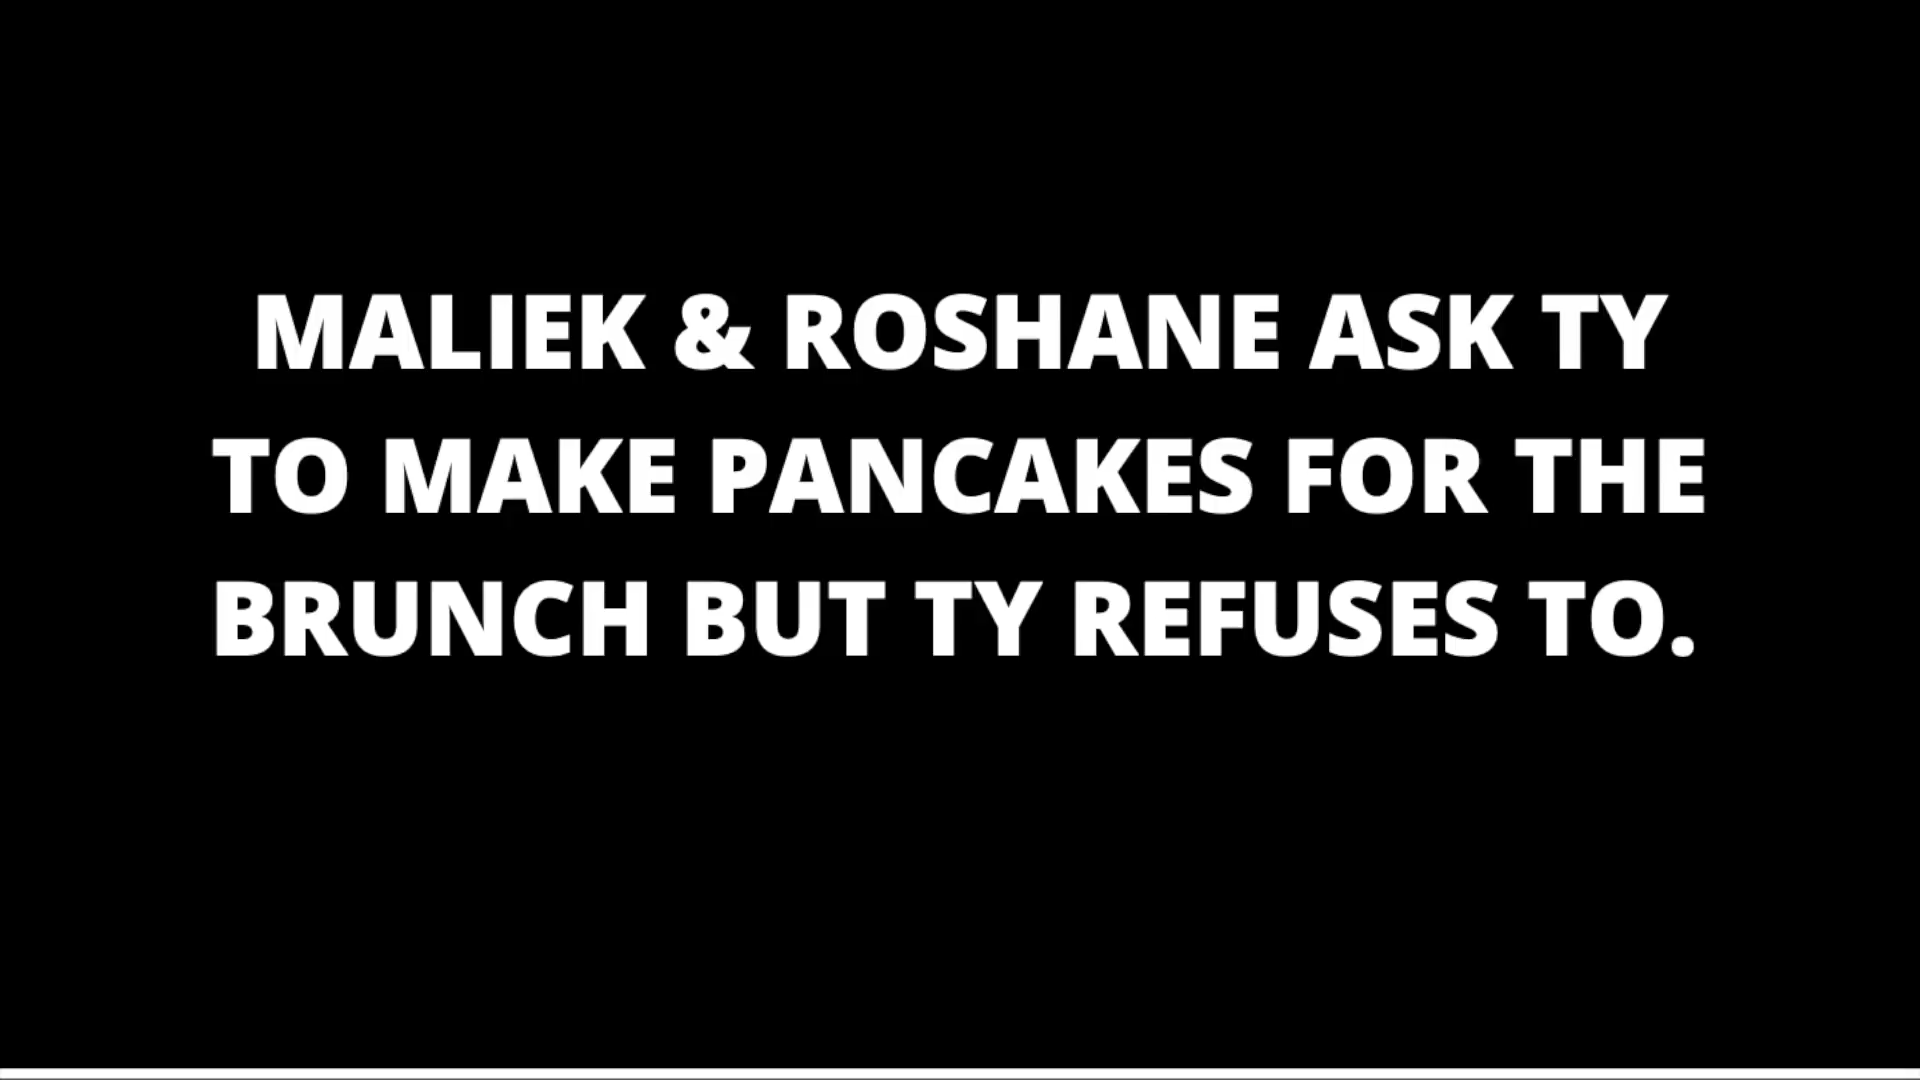 MALIEK & ROSHANE ASK TY
TO MAKE PANCAKES FOR THE
BRUNCH BUT TY REFUSES TO.